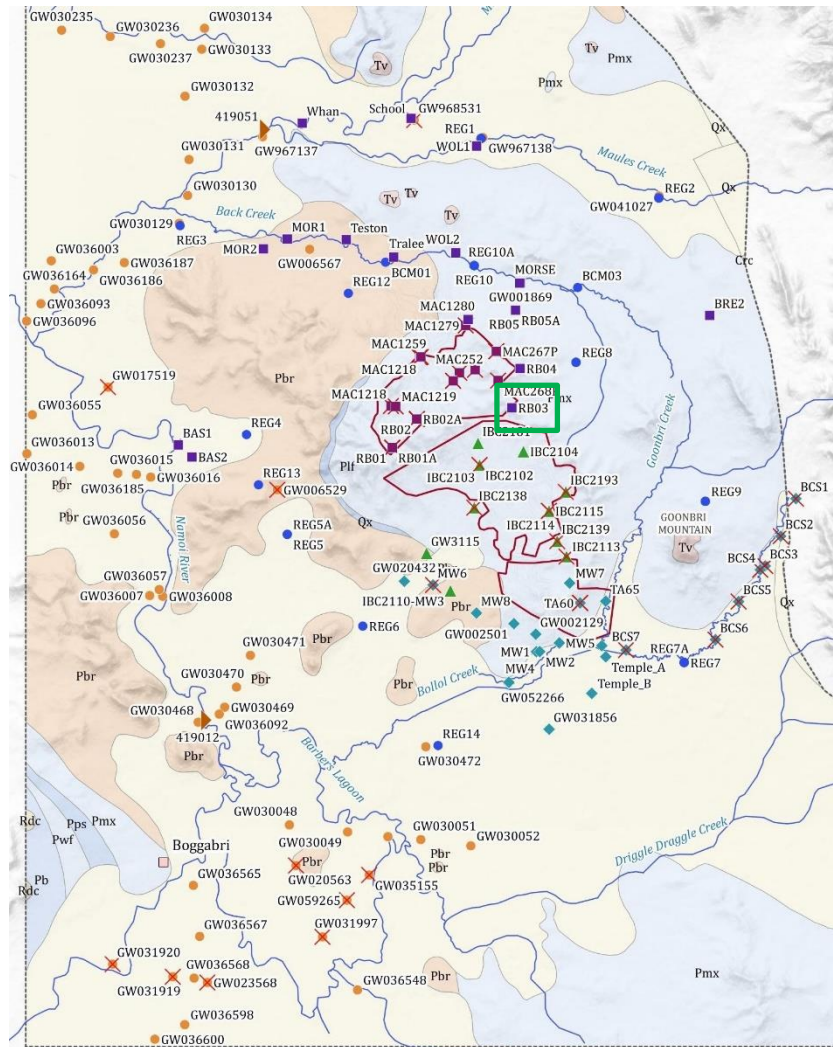 GW030235
GW030236
GW030134
GW030237
GW030133
Tv
Tv
Pmx
GW030132
Pmx
419051
Whan
School
GW968531
GW967137
REG1
WOL1
GW967138
Qx
GW030131
Maules Creek
Qx
GW030130
REG2
GW041027
Tv
Tv
Back Creek
GW030129
REG3
MOR1
Teston
Tv
MOR2
GW006567
Tralee
WOL2
REG10A
Crc
GW036003
GW036187
GW036164
GW036186
REG12
BCM01
REG10
MORSE
BCM03
GW036093
GW036096
MAC1280
GW001869
RB05
RB05A
BRE2
MAC1279
MAC1259
MAC267P
Pbr
MAC252
RB04
REG8
GW017519
MAC1218
MAC1218
MAC1219
MAC268
Pmx
RB03
GW036055
RB02A
BAS1
REG4
RB02
IBC2181
Goonbri Creek
GW036013
BAS2
RB01
RB01A
IBC2104
GW036014
GW036015
GW036016
Plf
IBC2103
IBC2102
Pbr
GW036185
REG13
GW006529
IBC2193
BCS1
Pbr
Qx
IBC2138
IBC2115
REG9
GW036056
REG5A
IBC2114
IBC2139
GOONBRI
MOUNTAIN
BCS2
Namoi River
REG5
GW3115
IBC2113
Tv
BCS4
BCS3
GW036057
GW020432
MW6
MW7
TA65
GW036007
GW036008
IBC2110-MW3
Pbr
MW8
TA60
BCS5
Qx
REG6
GW002501
GW002129
BCS6
GW030471
Pbr
MW1
MW5
BCS7
REG7A
MW4
MW2
Temple_A
REG7
GW030470
Pbr
Pbr
Bollol Creek
Temple_B
GW030468
GW030469
GW052266
GW036092
419012
GW031856
Pbr
REG14
Barbers Lagoon
GW030472
Rdc
Pps
Pmx
Pwf
GW030048
GW030049
GW030051
GW030052
Driggle Draggle Creek
Boggabri
Pbr
Pbr
Pbr
Rdc
Pb
GW036565
GW020563
GW035155
GW059265
GW036567
GW031997
GW031920
GW036568
Pbr
Pmx
GW031919
GW023568
GW036548
GW036598
GW036600